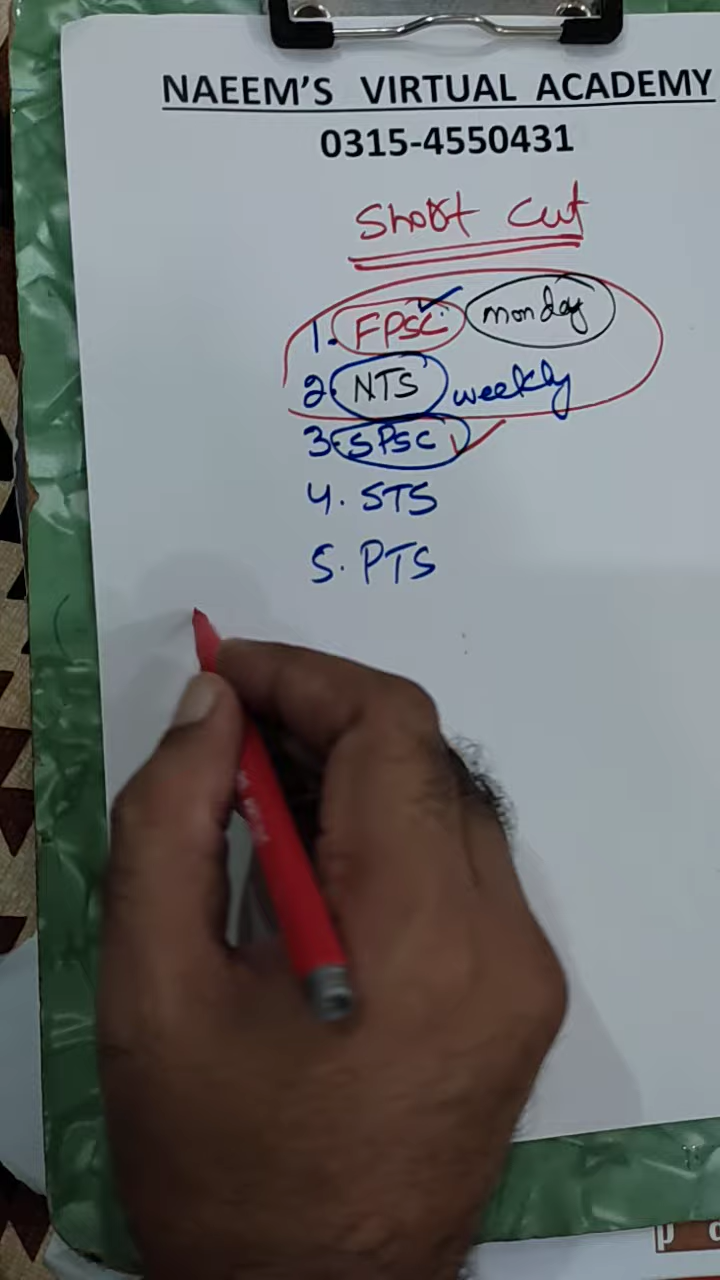 NAEEM'S VIRTUAL ACADEMY
0315-4550431
Short Cut
1. FPSC monday
2. NTS weekly
3. SPSC
4. STS
5. PTS